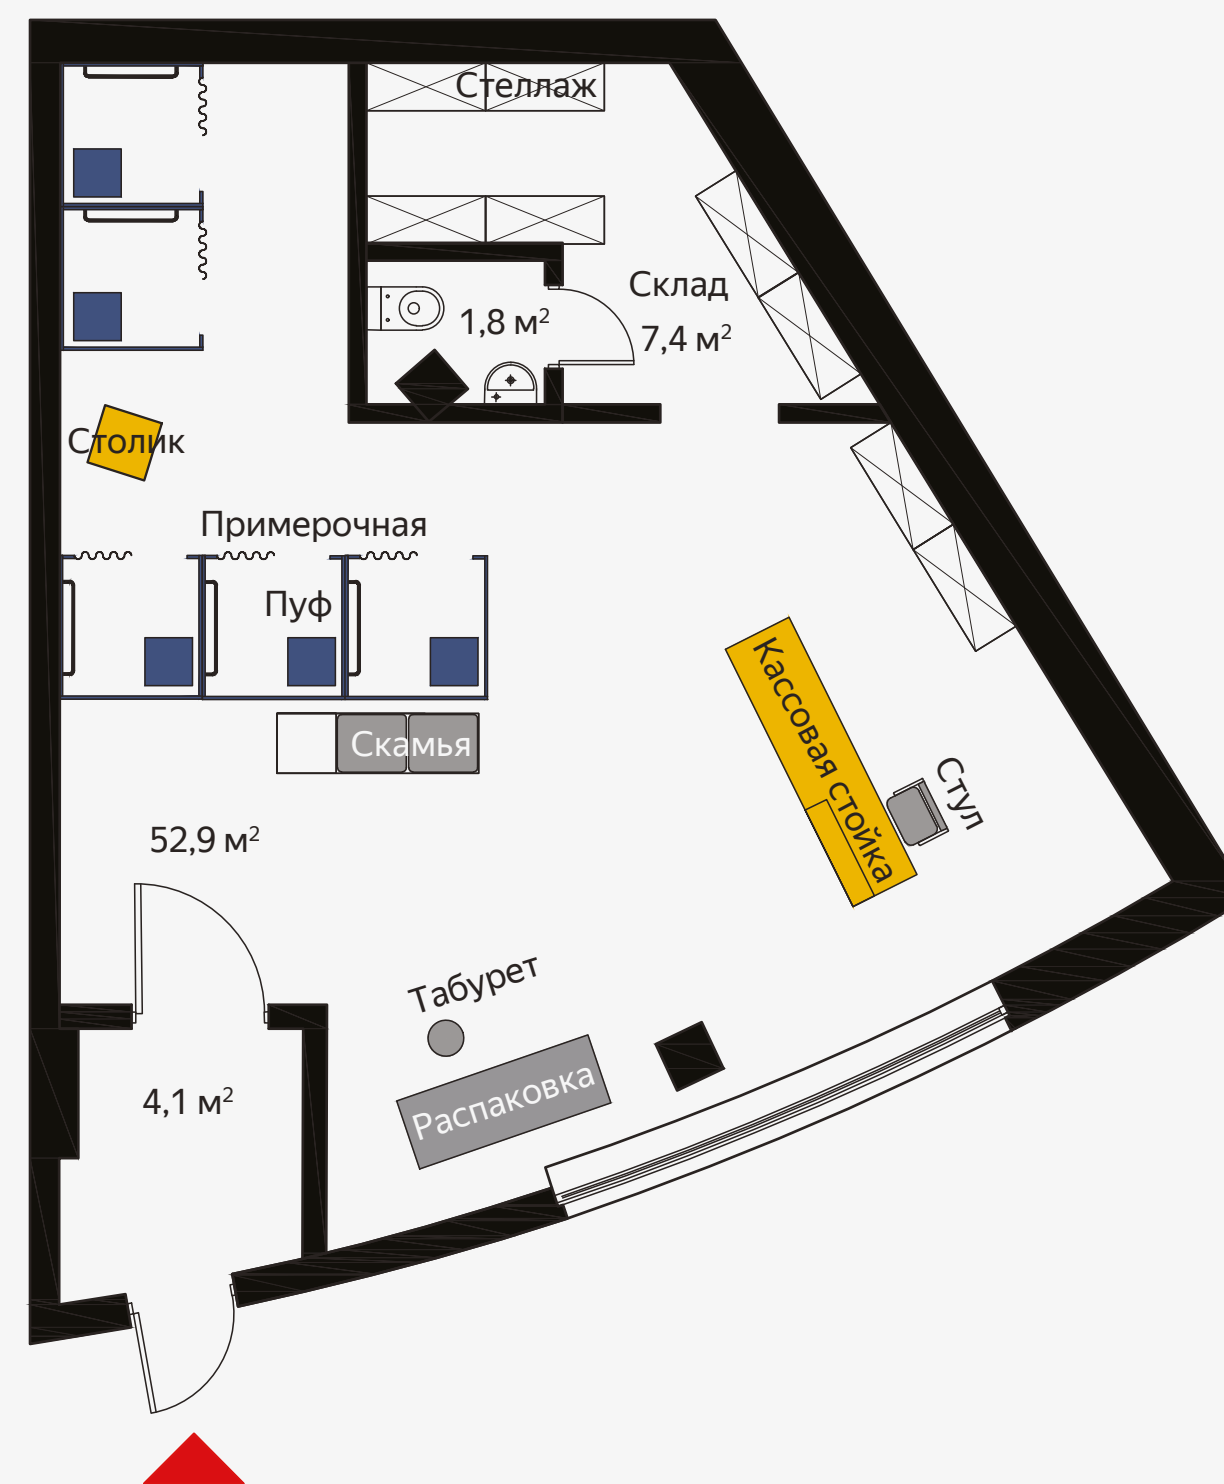 Стеллаж
Склад
1,8 м²
7,4 м²
Столик
Примерочная
Пуф
Скамья
Кассовая стойка
Стул
52,9 м²
Табурет
Распаковка
4,1 м²